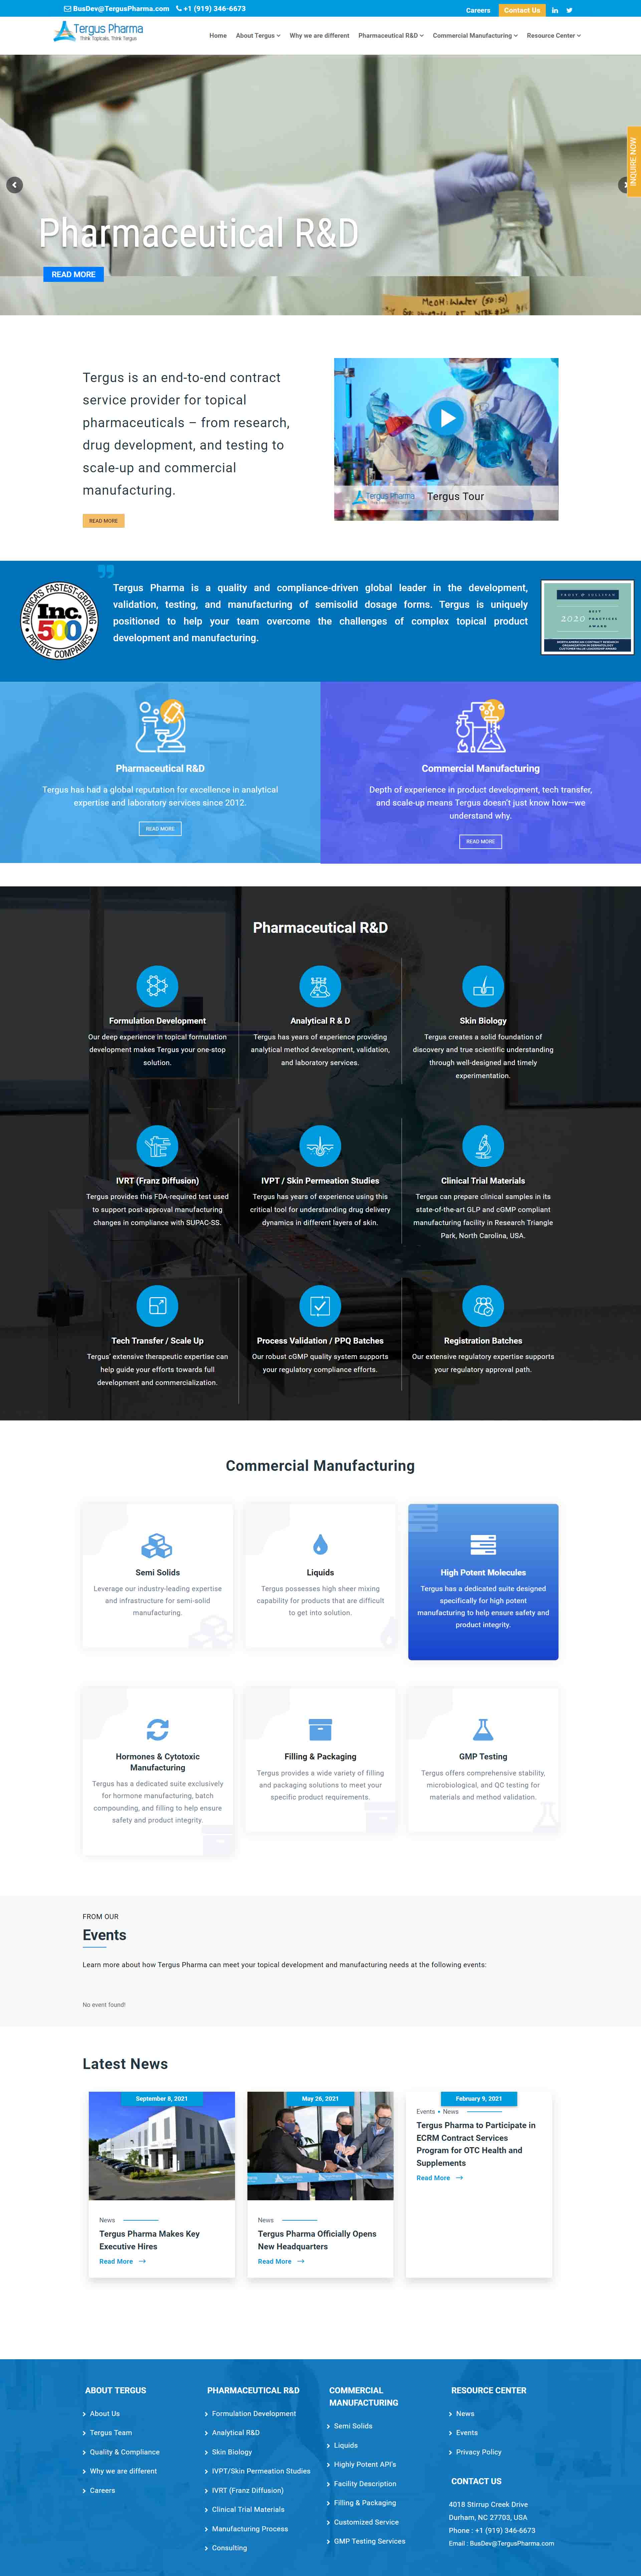 BusDev@TergusPharma.com +1 (919) 346-6673
Careers Contact Us
Tergus Pharma
Think Topicals, Think Tergus
Home About Tergus Why we are different Pharmaceutical R&D Commercial Manufacturing Resource Center
INQUIRE NOW
Pharmaceutical R&D
READ MORE
MeOH:Water (50:50)
Tergus is an end-to-end contract
service provider for topical
pharmaceuticals – from research,
drug development, and testing to
scale-up and commercial
manufacturing.
READ MORE
Tergus Pharma
Tergus Tour
AMERICA'S FASTEST-GROWING
Inc.
500
PRIVATE COMPANIES
Tergus Pharma is a quality and compliance-driven global leader in the development,
validation, testing, and manufacturing of semisolid dosage forms. Tergus is uniquely
positioned to help your team overcome the challenges of complex topical product
development and manufacturing.
FROST & SULLIVAN
2020
BEST
PRACTICES
AWARD
NORTH AMERICAN CONTRACT RESEARCH
ORGANIZATION IN DERMATOLOGY
CUSTOMER VALUE LEADERSHIP AWARD
Pharmaceutical R&D
Tergus has had a global reputation for excellence in analytical
expertise and laboratory services since 2012.
READ MORE
Commercial Manufacturing
Depth of experience in product development, tech transfer,
and scale-up means Tergus doesn't just know how—we
understand why.
READ MORE
Pharmaceutical R&D
Formulation Development
Our deep experience in topical formulation
development makes Tergus your one-stop
solution.
Analytical R & D
Tergus has years of experience providing
analytical method development, validation,
and laboratory services.
Skin Biology
Tergus creates a solid foundation of
discovery and true scientific understanding
through well-designed and timely
experimentation.
IVRT (Franz Diffusion)
Tergus provides this FDA-required test used
to support post-approval manufacturing
changes in compliance with SUPAC-SS.
IVPT / Skin Permeation Studies
Tergus has years of experience using this
critical tool for understanding drug delivery
dynamics in different layers of skin.
Clinical Trial Materials
Tergus can prepare clinical samples in its
state-of-the-art GLP and cGMP compliant
manufacturing facility in Research Triangle
Park, North Carolina, USA.
Tech Transfer / Scale Up
Tergus' extensive therapeutic expertise can
help guide your efforts towards full
development and commercialization.
Process Validation / PPQ Batches
Our robust cGMP quality system supports
your regulatory compliance efforts.
Registration Batches
Our extensive regulatory expertise supports
your regulatory approval path.
Commercial Manufacturing
Semi Solids
Leverage our industry-leading expertise
and infrastructure for semi-solid
manufacturing.
Liquids
Tergus possesses high sheer mixing
capability for products that are difficult
to get into solution.
High Potent Molecules
Tergus has a dedicated suite designed
specifically for high potent
manufacturing to help ensure safety and
product integrity.
Hormones & Cytotoxic
Manufacturing
Tergus has a dedicated suite exclusively
for hormone manufacturing, batch
compounding, and filling to help ensure
safety and product integrity.
Filling & Packaging
Tergus provides a wide variety of filling
and packaging solutions to meet your
specific product requirements.
GMP Testing
Tergus offers comprehensive stability,
microbiological, and QC testing for
materials and method validation.
FROM OUR
Events
Learn more about how Tergus Pharma can meet your topical development and manufacturing needs at the following events:
No event found!
Latest News
September 8, 2021
News
Tergus Pharma Makes Key
Executive Hires
Read More
May 26, 2021
News
Tergus Pharma Officially Opens
New Headquarters
Read More
February 9, 2021
Events • News
Tergus Pharma to Participate in
ECRM Contract Services
Program for OTC Health and
Supplements
Read More
ABOUT TERGUS
About Us
Tergus Team
Quality & Compliance
Why we are different
Careers
PHARMACEUTICAL R&D
Formulation Development
Analytical R&D
Skin Biology
IVPT/Skin Permeation Studies
IVRT (Franz Diffusion)
Clinical Trial Materials
Manufacturing Process
Consulting
COMMERCIAL
MANUFACTURING
Semi Solids
Liquids
Highly Potent API's
Facility Description
Filling & Packaging
Customized Service
GMP Testing Services
RESOURCE CENTER
News
Events
Privacy Policy
CONTACT US
4018 Stirrup Creek Drive
Durham, NC 27703, USA
Phone : +1 (919) 346-6673
Email : BusDev@TergusPharma.com